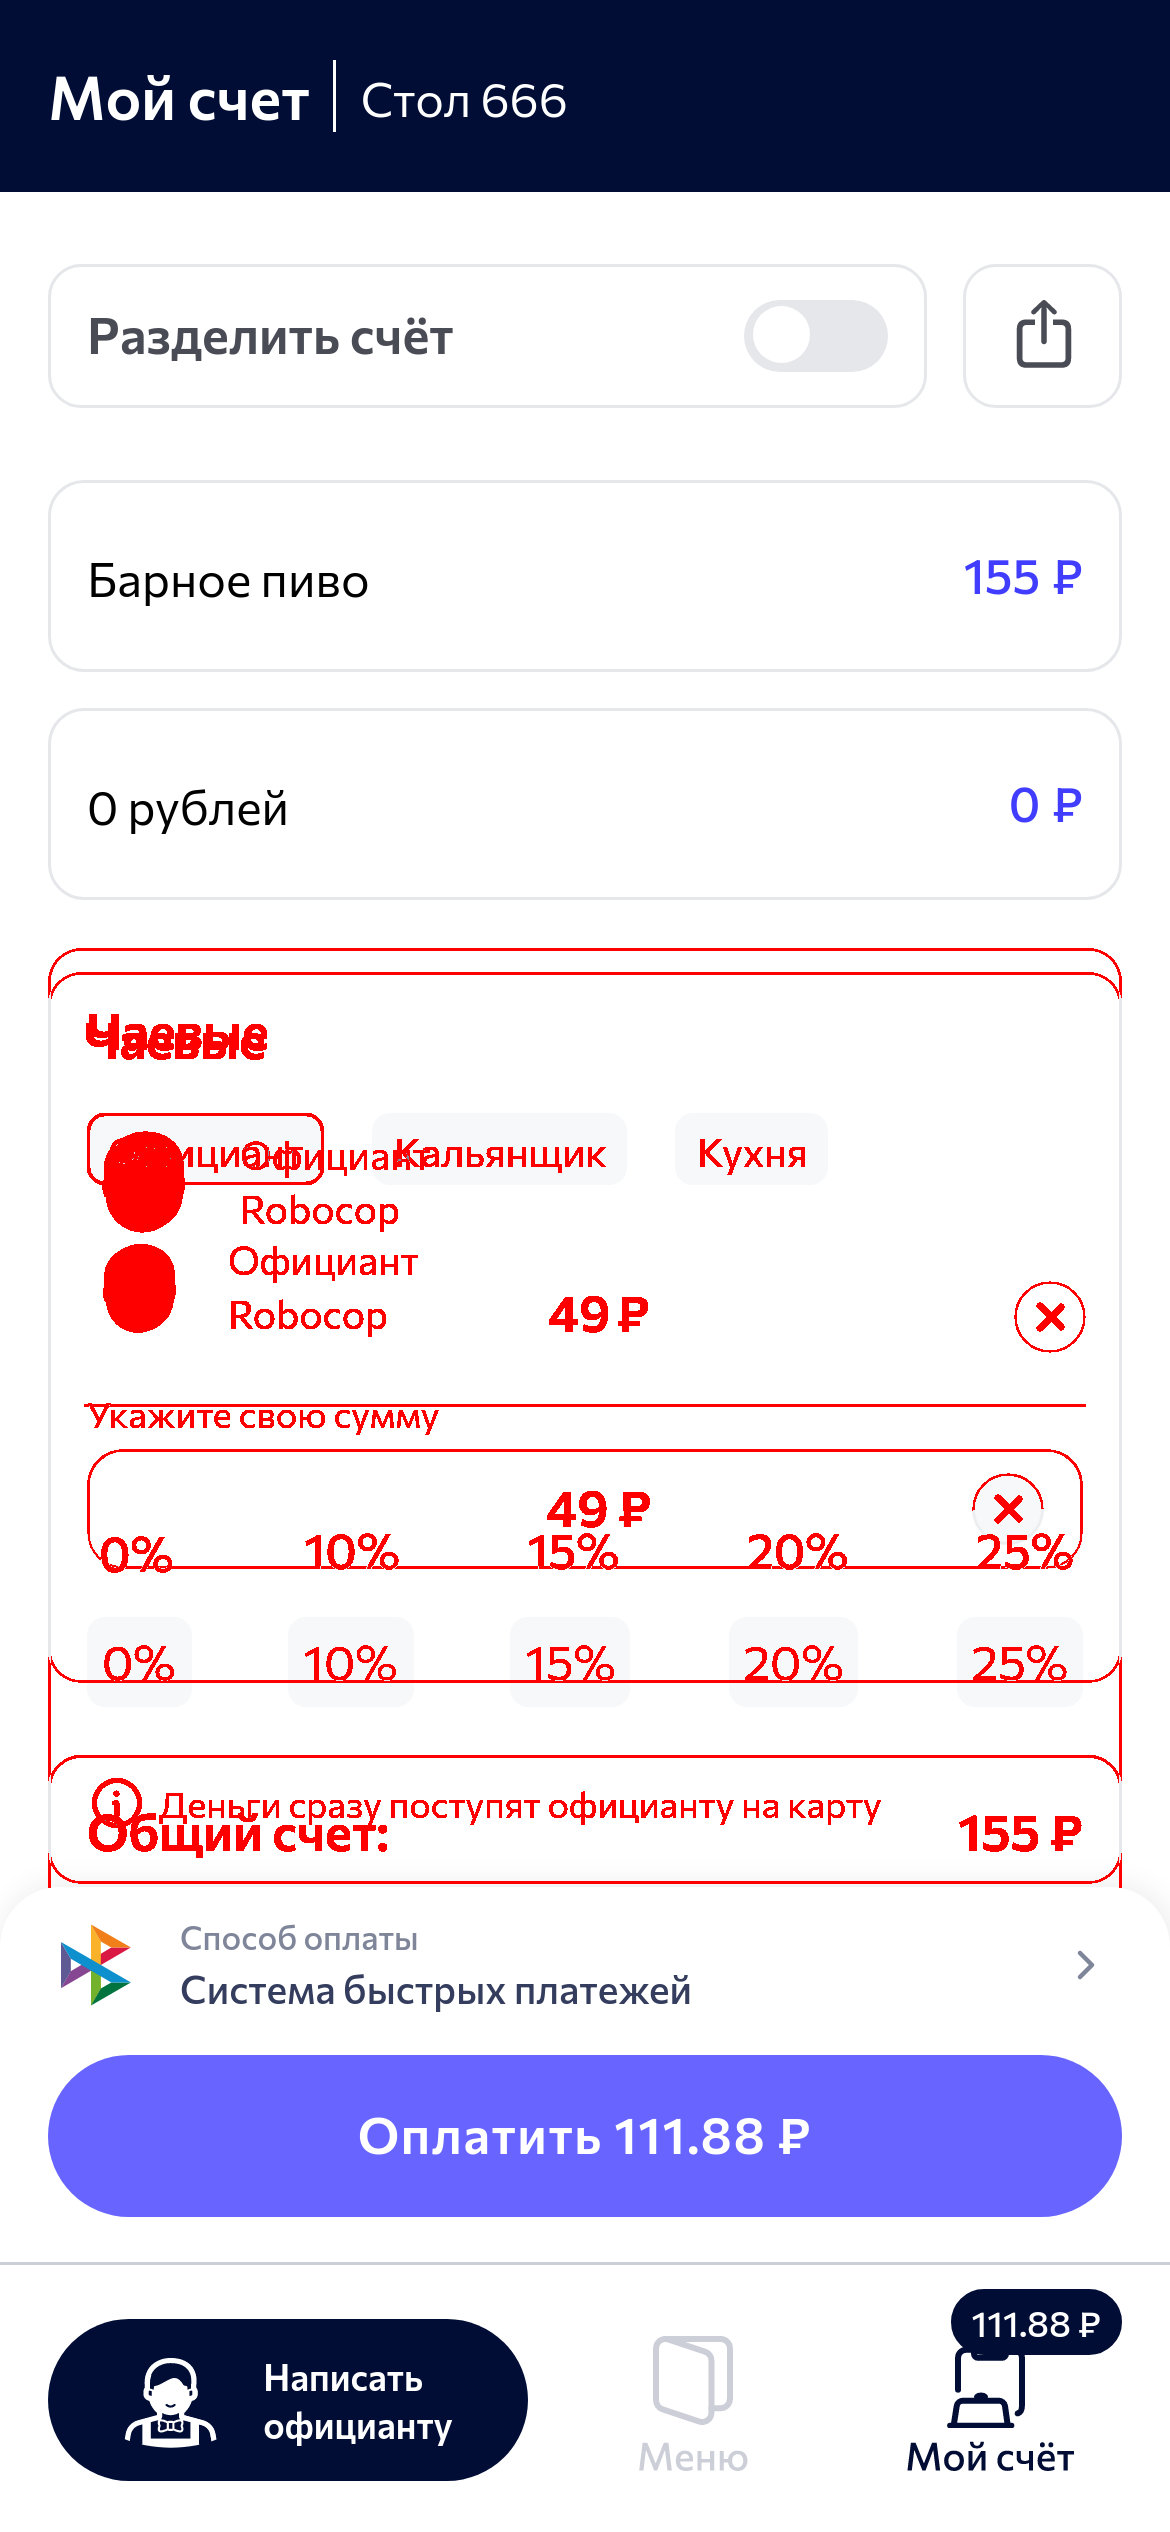 Мой счет
Стол 666
Разделить счёт
Барное пиво
155 ₽
0 рублей
0 ₽
Чаевые
Чаевые
Официант
Кальянщик
Кухня
Официант
Robocop
Официант
Robocop
49 ₽
Укажите свою сумму
49 ₽
0%
10%
15%
20%
25%
0%
10%
15%
20%
25%
Деньги сразу поступят официанту на карту
Общий счет:
155 ₽
Способ оплаты
Система быстрых платежей
Оплатить 111.88 ₽
Написать
официанту
Меню
111.88 ₽
Мой счёт